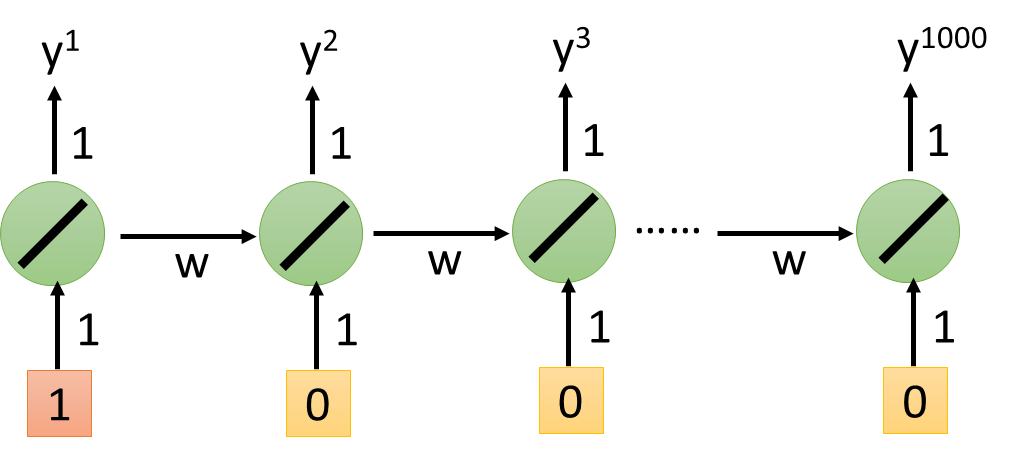 y¹ y² y³ y¹⁰⁰⁰
1 1 1 1
...... 
w w w
1 1 1 1
1 0 0 0